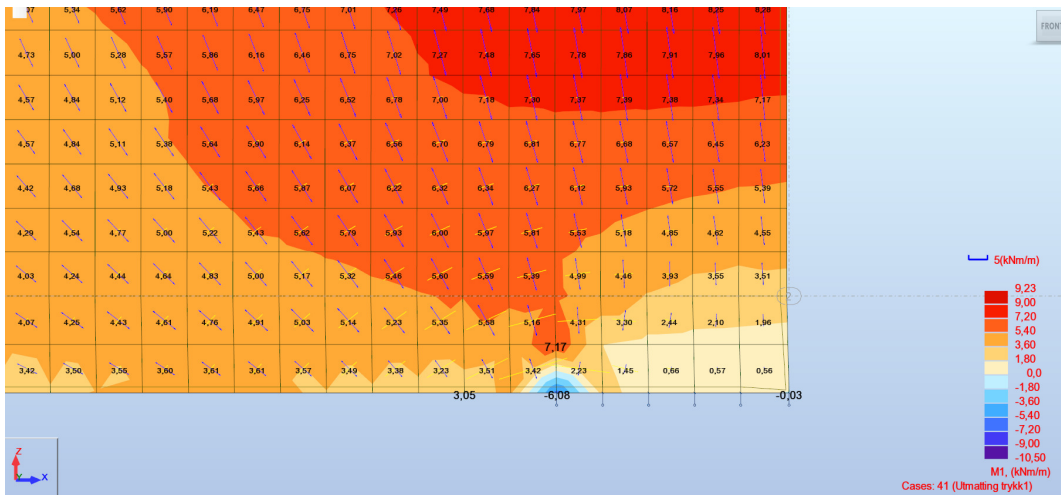 5,34 5,62 5,90 6,19 6,47 6,75 7,01 7,26 7,49 7,68 7,84 7,97 8,07 8,16 8,25 8,28
4,73 5,00 5,28 5,57 5,86 6,16 6,46 6,75 7,02 7,27 7,48 7,65 7,78 7,86 7,91 7,96 8,01
4,57 4,84 5,12 5,40 5,68 5,97 6,25 6,52 6,78 7,00 7,18 7,30 7,37 7,39 7,38 7,34 7,17
4,57 4,84 5,11 5,38 5,64 5,90 6,14 6,37 6,56 6,70 6,79 6,81 6,77 6,68 6,57 6,45 6,23
4,42 4,68 4,93 5,18 5,43 5,66 5,87 6,07 6,22 6,32 6,34 6,27 6,12 5,93 5,72 5,55 5,39
4,29 4,54 4,77 5,00 5,22 5,43 5,62 5,79 5,93 6,00 5,97 5,81 5,53 5,18 4,85 4,62 4,55
4,03 4,24 4,44 4,64 4,83 5,00 5,17 5,32 5,46 5,60 5,59 5,39 4,99 4,46 3,93 3,55 3,51
4,07 4,25 4,43 4,61 4,76 4,91 5,03 5,14 5,23 5,35 5,58 5,16 4,31 3,30 2,44 2,10 1,96
7,17
3,42 3,50 3,55 3,60 3,61 3,61 3,57 3,49 3,38 3,23 3,51 3,42 2,23 1,45 0,66 0,57 0,56
3,05 -6,08 -0,03
FRONT
5(kNm/m)
9,23
9,00
7,20
5,40
3,60
1,80
0,0
-1,80
-3,60
-5,40
-7,20
-9,00
-10,50
M1, (kNm/m)
Cases: 41 (Utmatting trykk1)
Z
Y
X